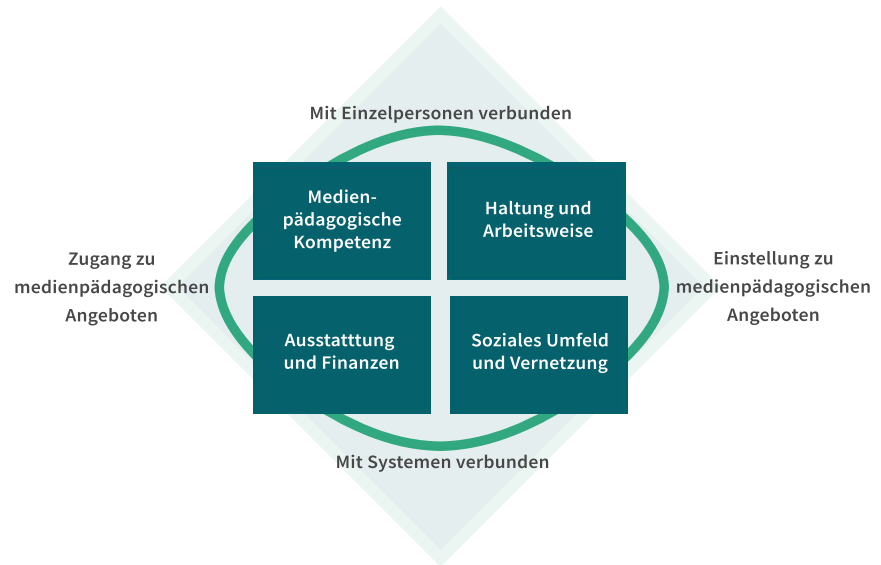 Mit Einzelpersonen verbunden
Medien-
pädagogische
Kompetenz
Haltung und
Arbeitsweise
Zugang zu
medienpädagogischen
Angeboten
Einstellung zu
medienpädagogischen
Angeboten
Ausstatttung
und Finanzen
Soziales Umfeld
und Vernetzung
Mit Systemen verbunden